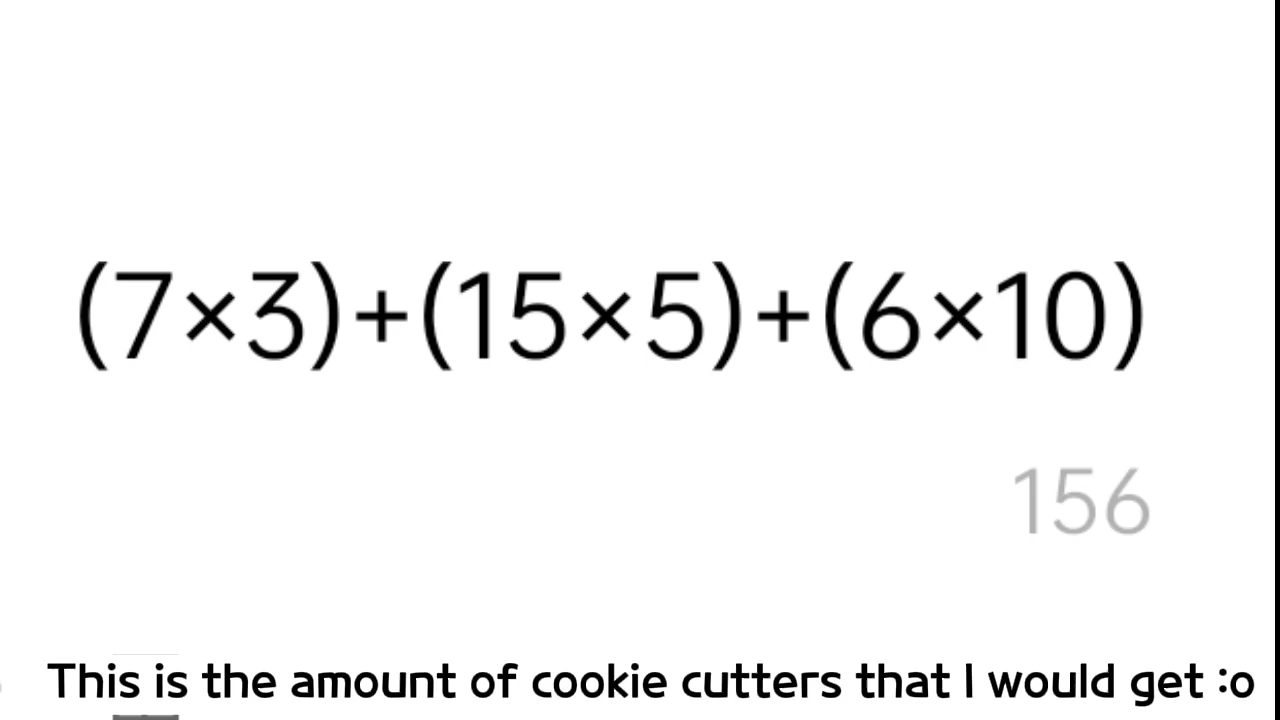 (7×3)+(15×5)+(6×10)
156
This is the amount of cookie cutters that I would get :o